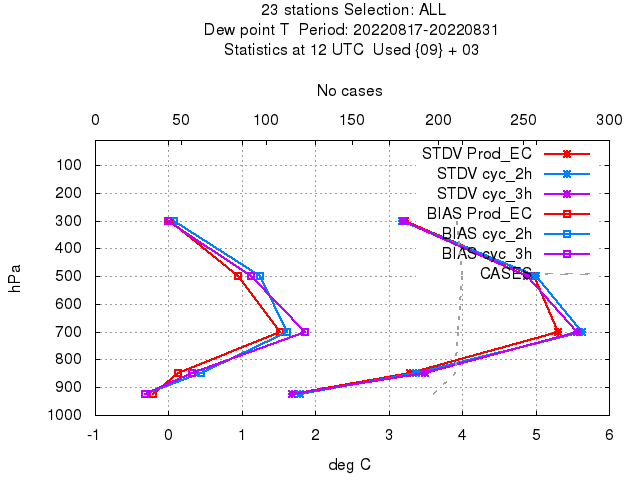 23 stations Selection: ALL
Dew point T  Period: 20220817-20220831
Statistics at 12 UTC  Used {09} + 03
No cases
0 50 100 150 200 250 300
STDV Prod_EC
STDV cyc_2h
STDV cyc_3h
BIAS Prod_EC
BIAS cyc_2h
BIAS cyc_3h
CASES
hPa
100
200
300
400
500
600
700
800
900
1000
-1 0 1 2 3 4 5 6
deg C